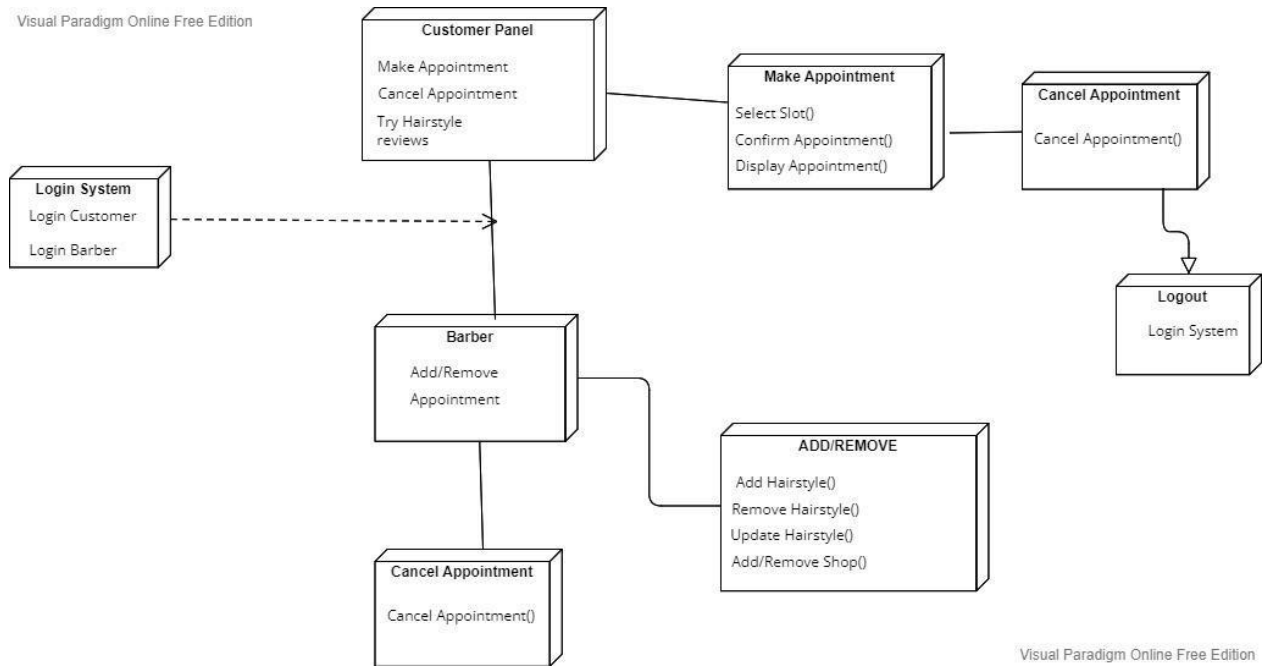 Visual Paradigm Online Free Edition
Customer Panel
Make Appointment
Cancel Appointment
Try Hairstyle
reviews
Make Appointment
Select Slot()
Confirm Appointment()
Display Appointment()
Cancel Appointment
Cancel Appointment()
Login System
Login Customer
Login Barber
Logout
Login System
Barber
Add/Remove
Appointment
ADD/REMOVE
Add Hairstyle()
Remove Hairstyle()
Update Hairstyle()
Add/Remove Shop()
Cancel Appointment
Cancel Appointment()
Visual Paradigm Online Free Edition